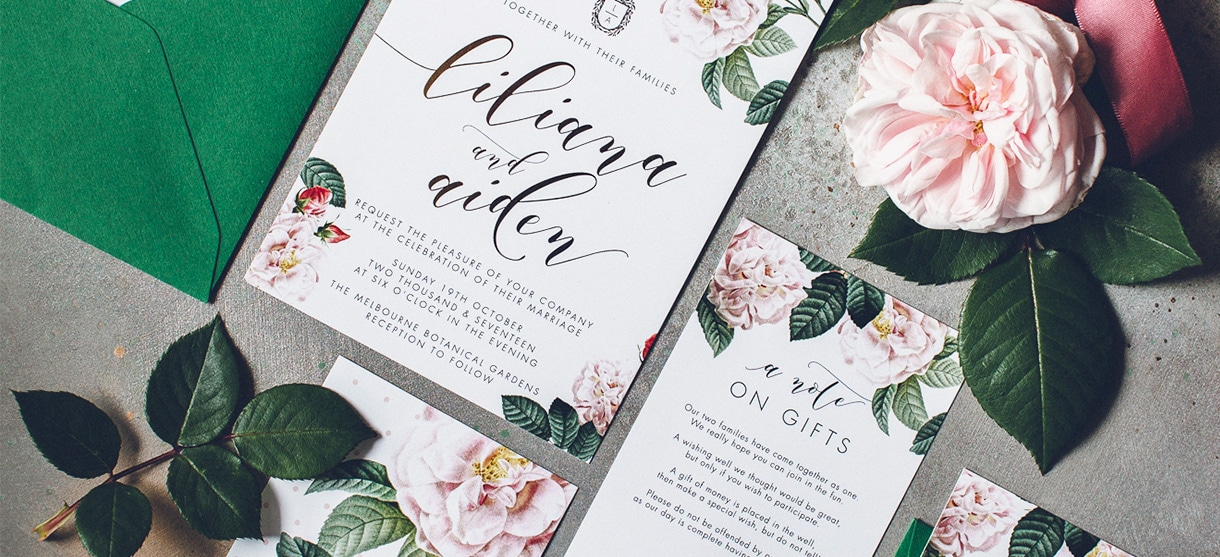 TOGETHER WITH THEIR FAMILIES
liliana
and
aiden
REQUEST THE PLEASURE OF YOUR COMPANY
AT THE CELEBRATION OF THEIR MARRIAGE
SUNDAY 19TH OCTOBER
TWO THOUSAND & SEVENTEEN
AT SIX O'CLOCK IN THE EVENING
THE MELBOURNE BOTANICAL GARDENS
RECEPTION TO FOLLOW
a note
ON GIFTS
Our two families have come together as one.
We really hope you can join in the fun.
A wishing well we thought would be great,
but only if you wish to participate.
A gift of money is placed in the well,
then make a special wish, but do not tell.
Please do not be offended by our
as our day is complete having